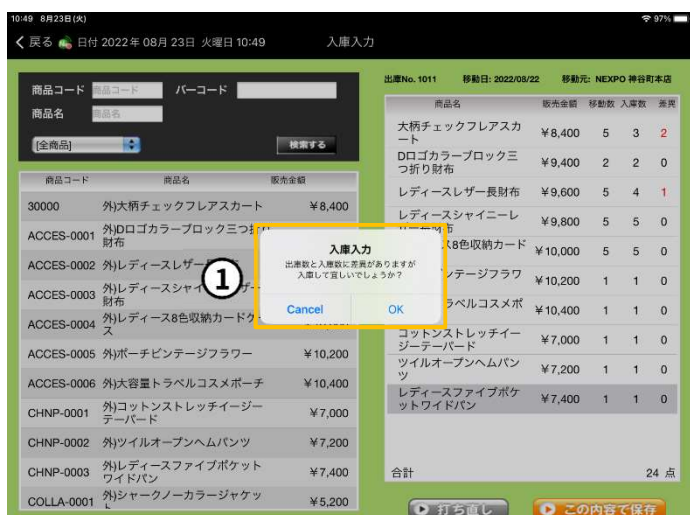 10:49 8月23日(火)
97%
戻る 日付 2022年 08月 23日 火曜日 10:49
入庫入力
商品コード 商品コード バーコード
商品名 商品名
[全商品] 検索する
商品コード 商品名 販売金額
30000 外)大柄チェックフレアスカート ¥8,400
ACCES-0001 外)Dロゴカラーブロック三つ折り
財布
ACCES-0002 外)レディースレザー
ACCES-0003 外)レディースシャイ
財布
ACCES-0004 外)レディース8色収納カードケー
ス
ACCES-0005 外)ポーチビンテージフラワー ¥10,200
ACCES-0006 外)大容量トラベルコスメポーチ ¥10,400
CHNP-0001 外)コットンストレッチイージー
テーパード ¥7,000
CHNP-0002 外)ツイルオープンヘムパンツ ¥7,200
CHNP-0003 外)レディースファイブポケット
ワイドパン ¥7,400
COLLA-0001 外)シャークノーカラージャケッ
ト ¥5,200
①
入庫入力
出庫数と入庫数に差異がありますが
入庫して宜しいでしょうか？
Cancel OK
出庫No. 1011 移動日: 2022/08/22 移動元: NEXPO 神谷町本店
商品名 販売金額 移動数 入庫数 差異
大柄チェックフレアスカ
ート ¥8,400 5 3 2
Dロゴカラーブロック三
つ折り財布 ¥9,400 2 2 0
レディースレザー長財布 ¥9,600 5 4 1
レディースシャイニーレ
ザー長財布 ¥9,800 5 5 0
ス8色収納カード ¥10,000 5 5 0
ンテージフラワ ¥10,200 1 1 0
ラベルコスメポ ¥10,400 1 1 0
コットンストレッチイー
ジーテーパード ¥7,000 1 1 0
ツイルオープンヘムパン
ツ ¥7,200 1 1 0
レディースファイブポケ
ットワイドパン ¥7,400 1 1 0
合計 24 点
打ち直し この内容で保存